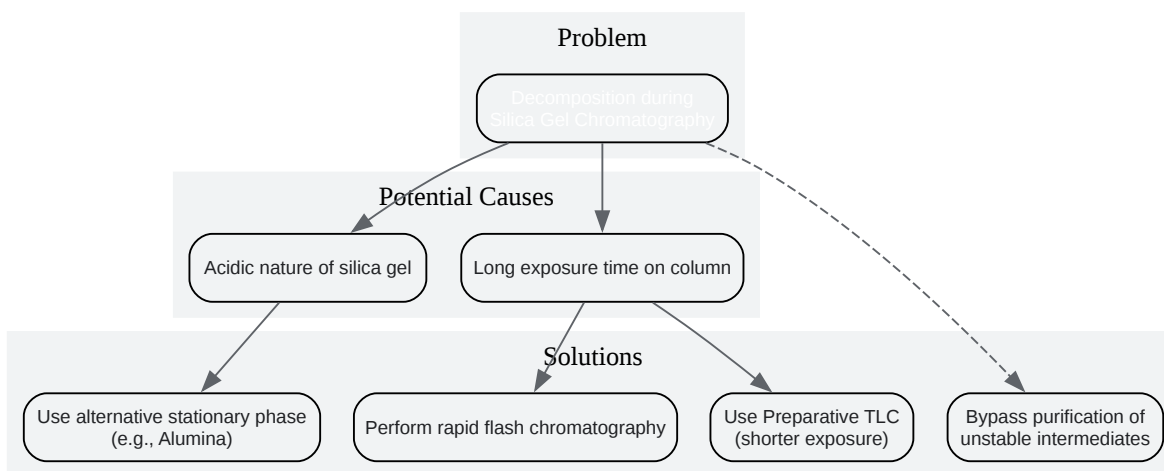 Problem
Decomposition during
Silica Gel Chromatography
Potential Causes
Acidic nature of silica gel
Long exposure time on column
Solutions
Use alternative stationary phase
(e.g., Alumina)
Perform rapid flash chromatography
Use Preparative TLC
(shorter exposure)
Bypass purification of
unstable intermediates